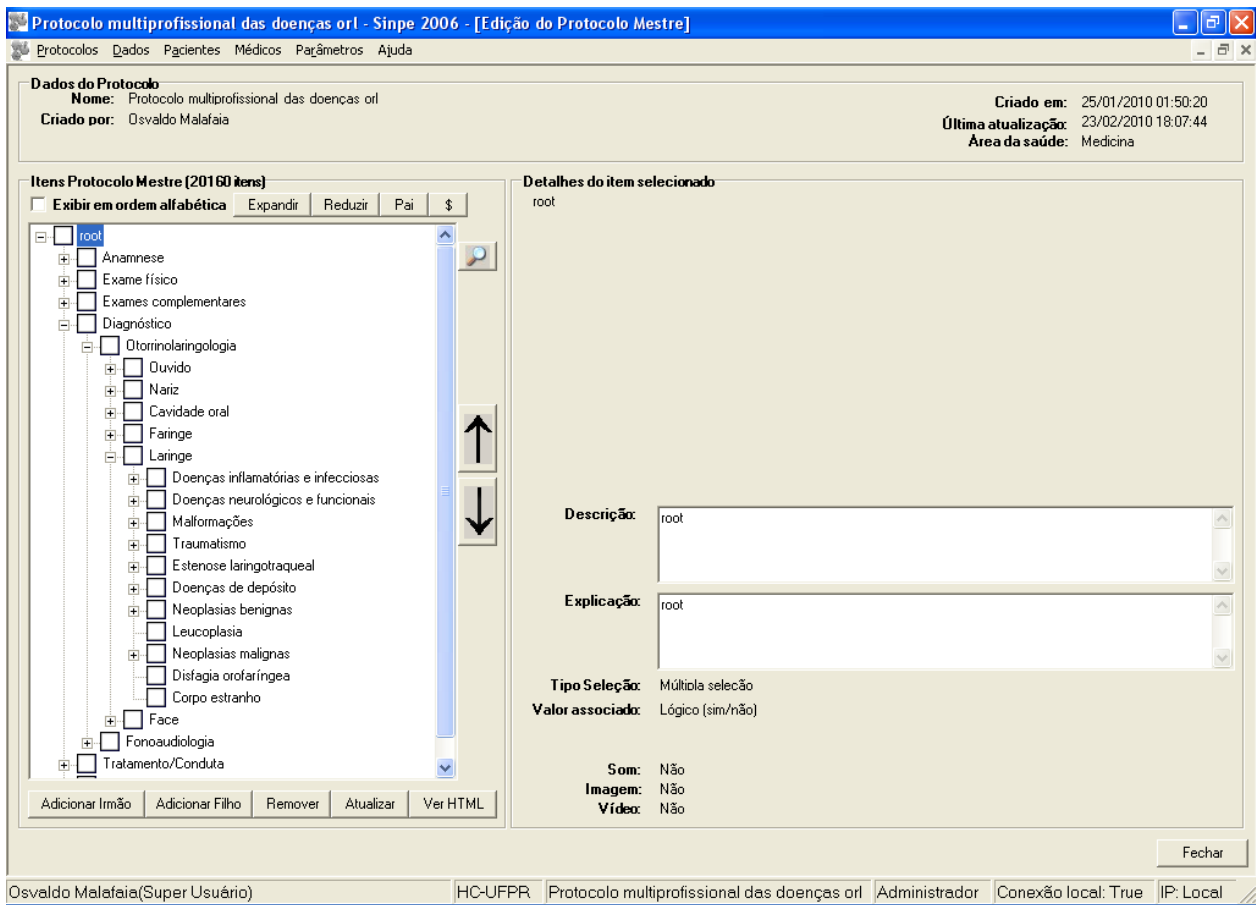 Protocolo multiprofissional das doenças orl - Sinpe 2006 - [Edição do Protocolo Mestre]
Protocolos Dados Pacientes Médicos Parâmetros Ajuda
Dados do Protocolo
Nome: Protocolo multiprofissional das doenças orl
Criado por: Osvaldo Malafaia
Criado em: 25/01/2010 01:50:20
Última atualização: 23/02/2010 18:07:44
Área da saúde: Medicina
Itens Protocolo Mestre (20160 itens)
Exibir em ordem alfabética Expandir Reduzir Pai $
root
Anamnese
Exame físico
Exames complementares
Diagnóstico
Otorrinolaringologia
Ouvido
Nariz
Cavidade oral
Faringe
Laringe
Doenças inflamatórias e infecciosas
Doenças neurológicos e funcionais
Malformações
Traumatismo
Estenose laringotraqueal
Doenças de depósito
Neoplasias benignas
Leucoplasia
Neoplasias malignas
Disfagia orofaríngea
Corpo estranho
Face
Fonoaudiologia
Tratamento/Conduta
Adicionar Irmão Adicionar Filho Remover Atualizar Ver HTML
Detalhes do item selecionado
root
Descrição: root
Explicação: root
Tipo Seleção: Múltipla seleção
Valor associado: Lógico (sim/não)
Som: Não
Imagem: Não
Vídeo: Não
Fechar
Osvaldo Malafaia(Super Usuário) HC-UFPR Protocolo multiprofissional das doenças orl Administrador Conexão local: True IP: Local